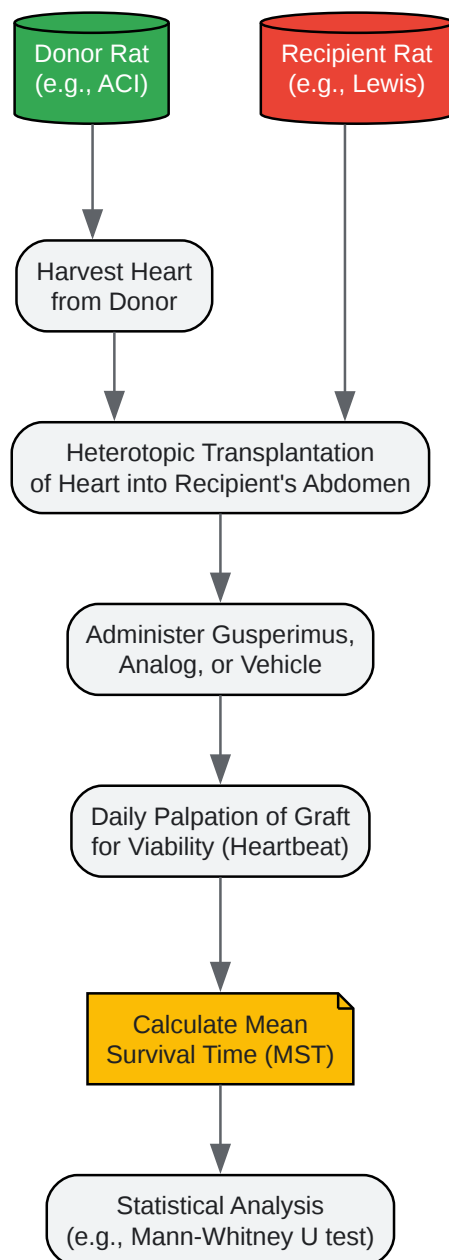 Donor Rat
(e.g., ACI)
Recipient Rat
(e.g., Lewis)
Harvest Heart
from Donor
Heterotopic Transplantation
of Heart into Recipient's Abdomen
Administer Gusperimus,
Analog, or Vehicle
Daily Palpation of Graft
for Viability (Heartbeat)
Calculate Mean
Survival Time (MST)
Statistical Analysis
(e.g., Mann-Whitney U test)